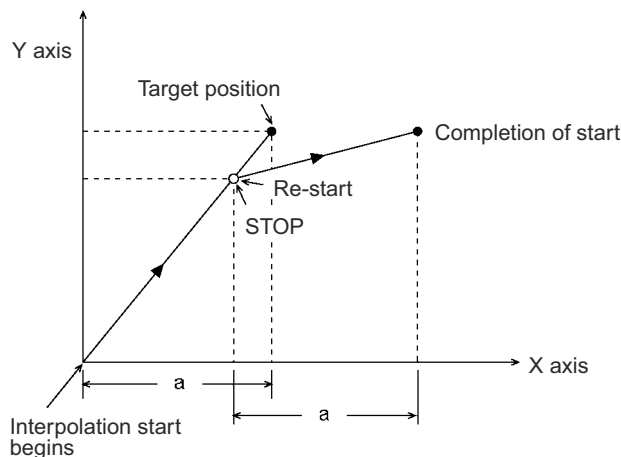 Y axis
Target position
Completion of start
Re-start
STOP
X axis
a
a
Interpolation start
begins